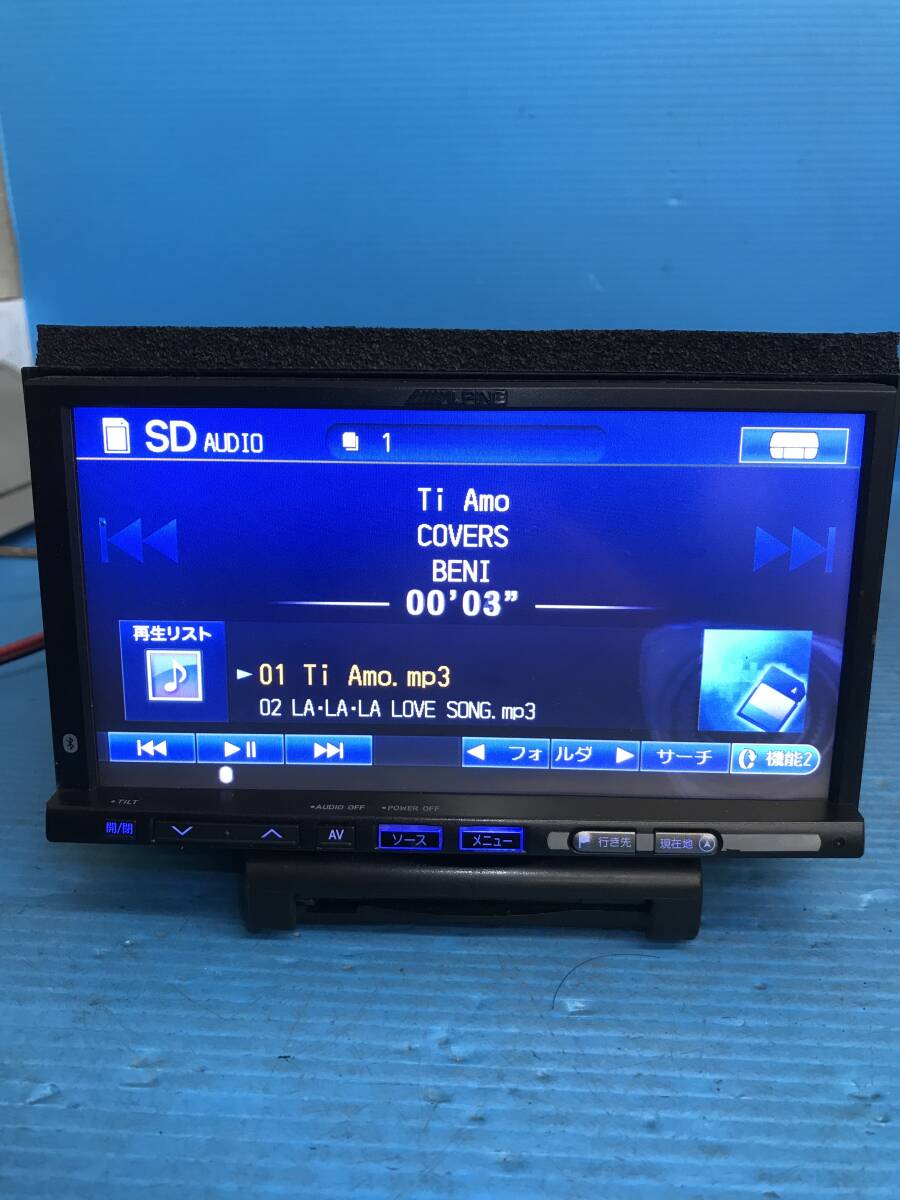 ALPINE
SD AUDIO 1
Ti Amo
COVERS
BENI
00'03”
再生リスト
►01 Ti Amo.mp3
02 LA・LA・LA LOVE SONG.mp3
◀ フォルダ ▶ サーチ 機能2
•TILT •AUDIO OFF •POWER OFF
開/閉 AV ソース メニュー 行き先 現在地